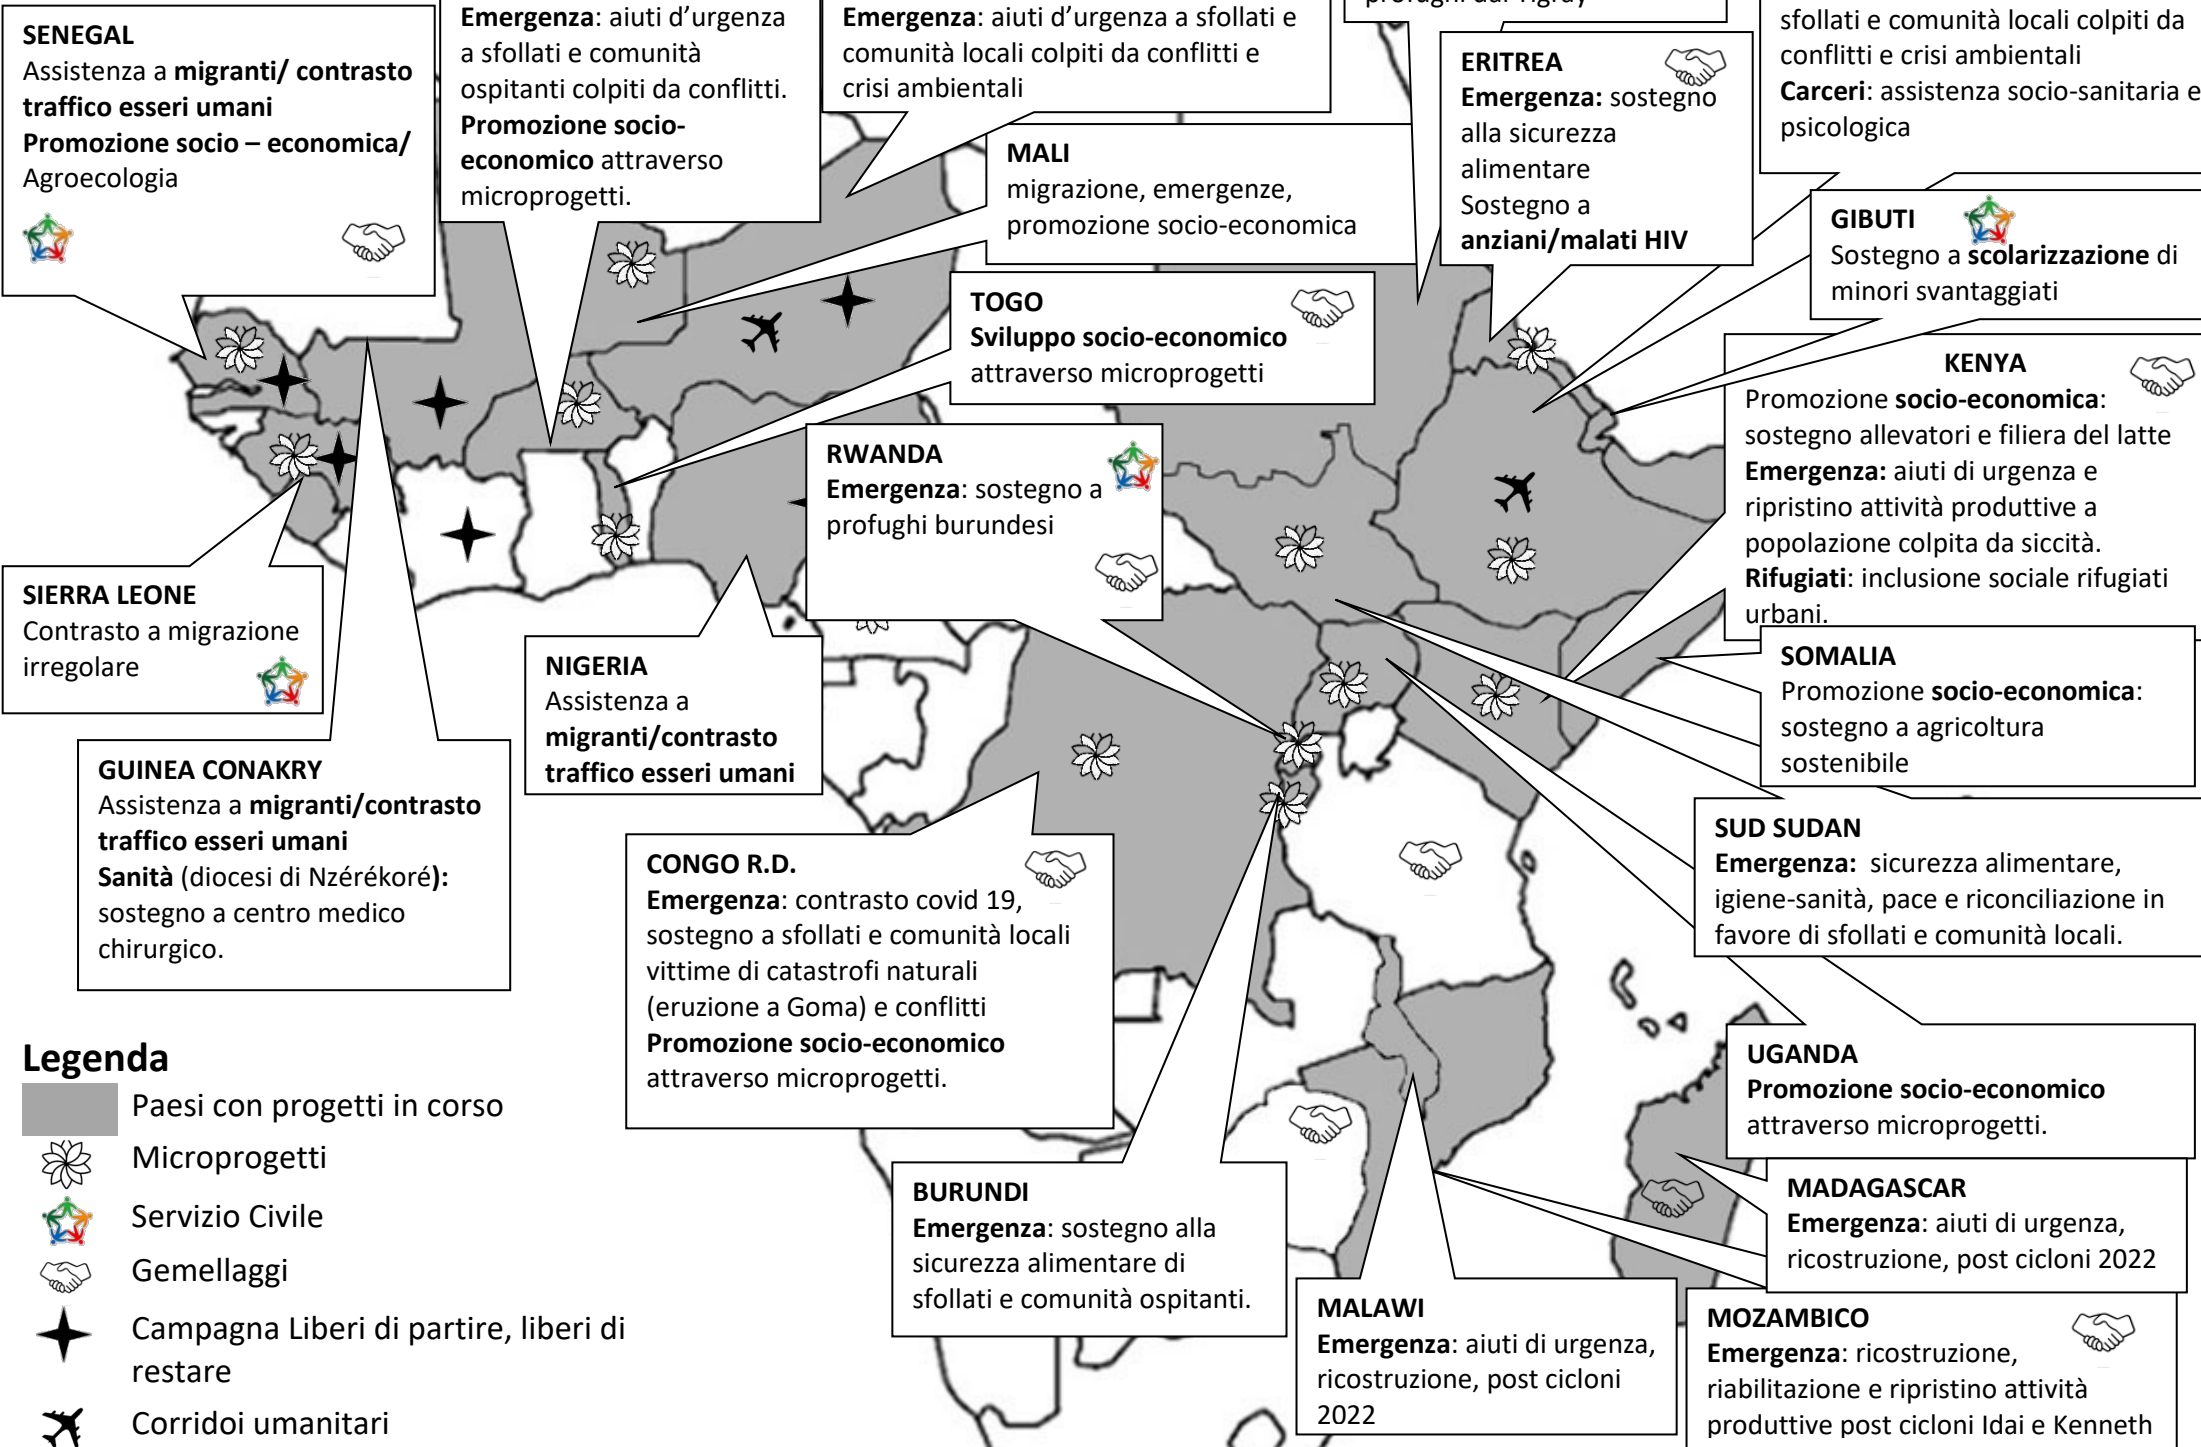 SENEGAL
Assistenza a migranti/ contrasto
traffico esseri umani
Promozione socio – economica/
Agroecologia
Emergenza: aiuti d’urgenza
a sfollati e comunità
ospitanti colpiti da conflitti.
Promozione socio-
economico attraverso
microprogetti.
Emergenza: aiuti d’urgenza a sfollati e
comunità locali colpiti da conflitti e
crisi ambientali
MALI
migrazione, emergenze,
promozione socio-economica
profughi dal Tigray
ERITREA
Emergenza: sostegno
alla sicurezza
alimentare
Sostegno a
anziani/malati HIV
sfollati e comunità locali colpiti da
conflitti e crisi ambientali
Carceri: assistenza socio-sanitaria e
psicologica
GIBUTI
Sostegno a scolarizzazione di
minori svantaggiati
TOGO
Sviluppo socio-economico
attraverso microprogetti
KENYA
Promozione socio-economica:
sostegno allevatori e filiera del latte
Emergenza: aiuti di urgenza e
ripristino attività produttive a
popolazione colpita da siccità.
Rifugiati: inclusione sociale rifugiati
urbani.
RWANDA
Emergenza: sostegno a
profughi burundesi
SIERRA LEONE
Contrasto a migrazione
irregolare
NIGERIA
Assistenza a
migranti/contrasto
traffico esseri umani
SOMALIA
Promozione socio-economica:
sostegno a agricoltura
sostenibile
GUINEA CONAKRY
Assistenza a migranti/contrasto
traffico esseri umani
Sanità (diocesi di Nzérékoré):
sostegno a centro medico
chirurgico.
SUD SUDAN
Emergenza: sicurezza alimentare,
igiene-sanità, pace e riconciliazione in
favore di sfollati e comunità locali.
CONGO R.D.
Emergenza: contrasto covid 19,
sostegno a sfollati e comunità locali
vittime di catastrofi naturali
(eruzione a Goma) e conflitti
Promozione socio-economico
attraverso microprogetti.
UGANDA
Promozione socio-economico
attraverso microprogetti.
BURUNDI
Emergenza: sostegno alla
sicurezza alimentare di
sfollati e comunità ospitanti.
MADAGASCAR
Emergenza: aiuti di urgenza,
ricostruzione, post cicloni 2022
MALAWI
Emergenza: aiuti di urgenza,
ricostruzione, post cicloni
2022
MOZAMBICO
Emergenza: ricostruzione,
riabilitazione e ripristino attività
produttive post cicloni Idai e Kenneth
Legenda
Paesi con progetti in corso
Microprogetti
Servizio Civile
Gemellaggi
Campagna Liberi di partire, liberi di
restare
Corridoi umanitari